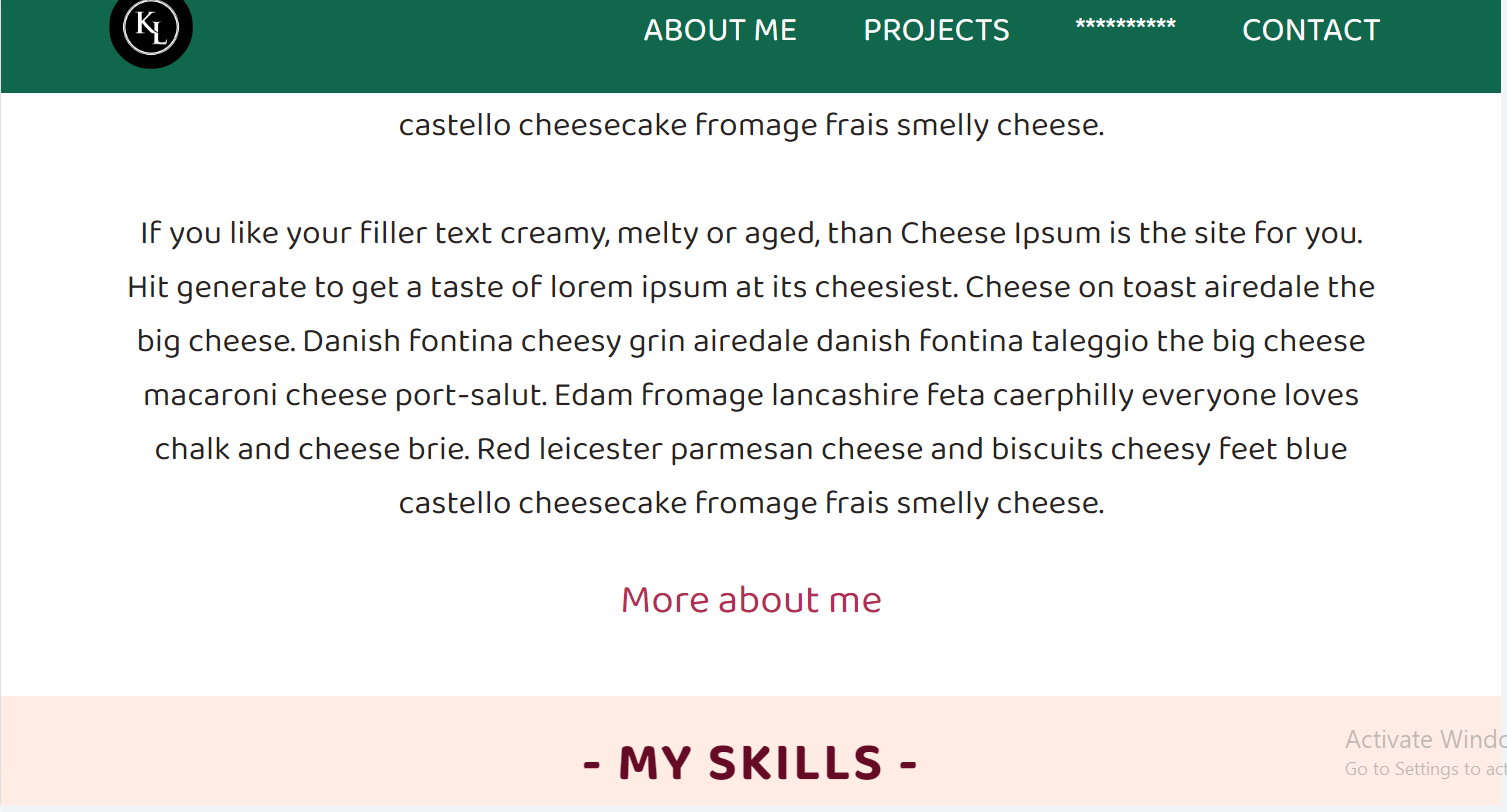 KL
ABOUT ME PROJECTS ********** CONTACT
castello cheesecake fromage frais smelly cheese.
If you like your filler text creamy, melty or aged, than Cheese Ipsum is the site for you.
Hit generate to get a taste of lorem ipsum at its cheesiest. Cheese on toast airedale the
big cheese. Danish fontina cheesy grin airedale danish fontina taleggio the big cheese
macaroni cheese port-salut. Edam fromage lancashire feta caerphilly everyone loves
chalk and cheese brie. Red leicester parmesan cheese and biscuits cheesy feet blue
castello cheesecake fromage frais smelly cheese.
More about me
- MY SKILLS -
Activate Windo
Go to Settings to act